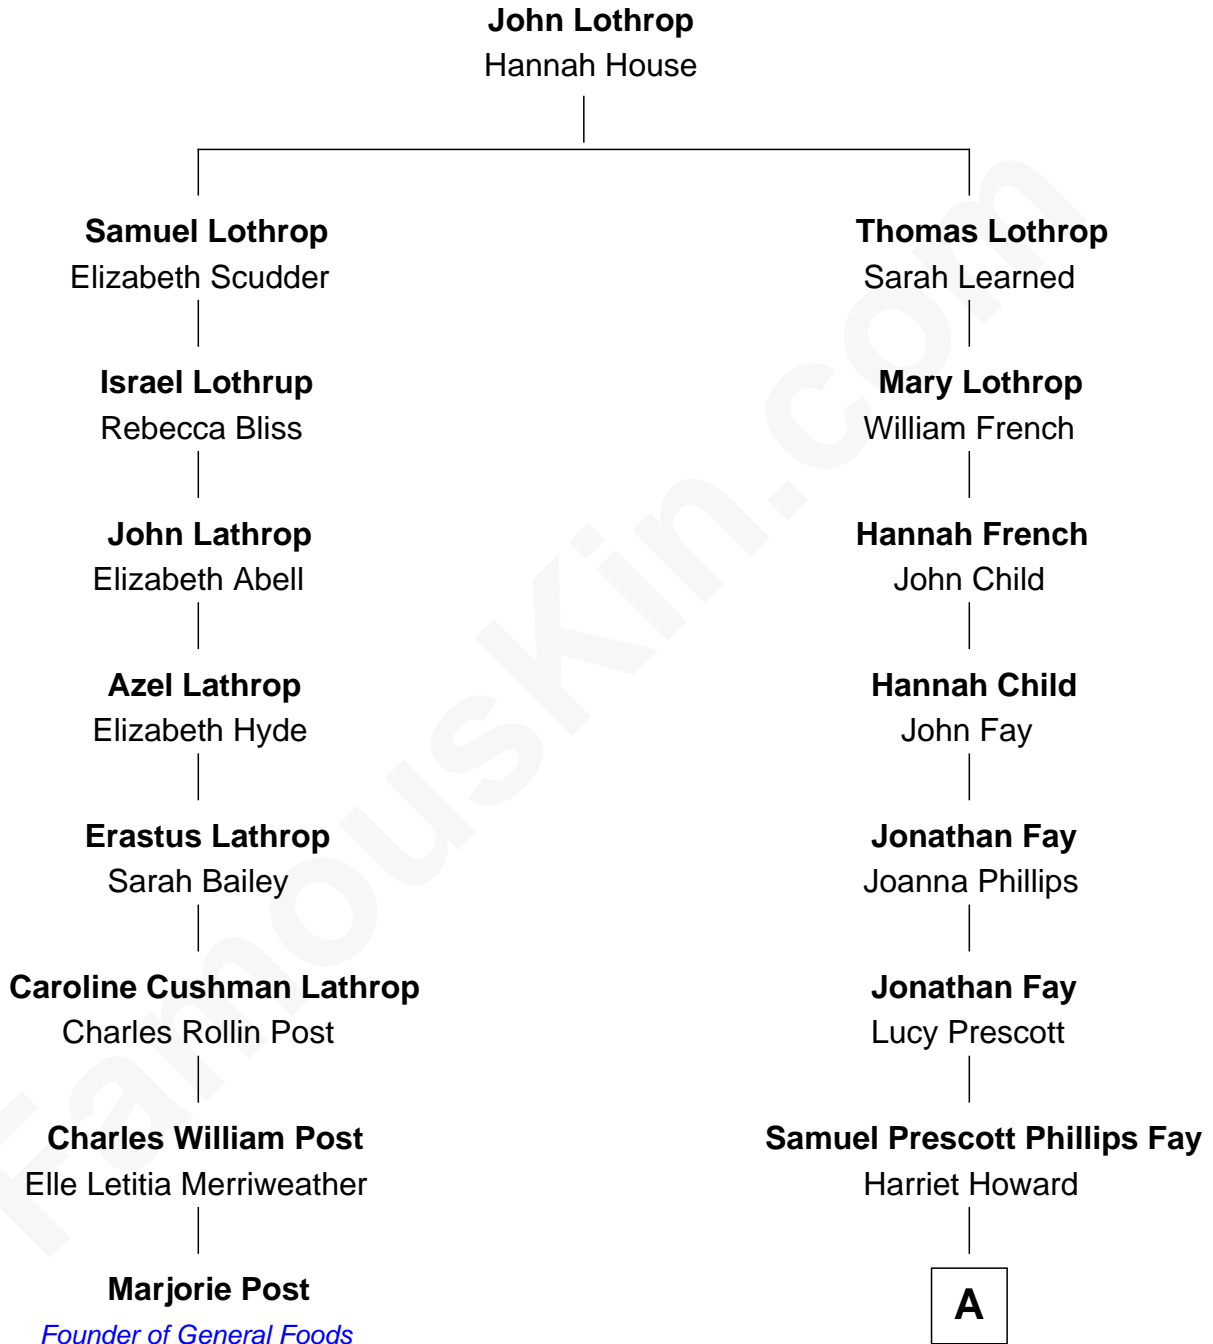 John Lothrop
Hannah House
Samuel Lothrop
Elizabeth Scudder
Thomas Lothrop
Sarah Learned
Israel Lothrup
Rebecca Bliss
Mary Lothrop
William French
John Lathrop
Elizabeth Abell
Hannah French
John Child
Azel Lathrop
Elizabeth Hyde
Hannah Child
John Fay
Erastus Lathrop
Sarah Bailey
Jonathan Fay
Joanna Phillips
Caroline Cushman Lathrop
Charles Rollin Post
Jonathan Fay
Lucy Prescott
Charles William Post
Elle Letitia Merriweather
Samuel Prescott Phillips Fay
Harriet Howard
Marjorie Post
Founder of General Foods
A
FamousKin.com